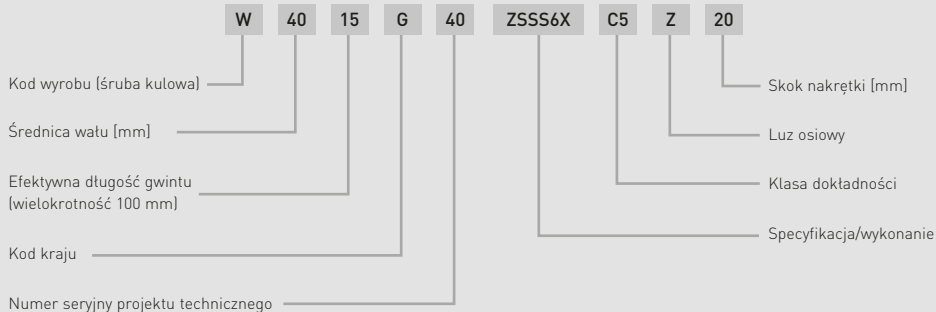 W 40 15 G 40 ZSSS6X C5 Z 20
Kod wyrobu (śruba kulowa)
Skok nakrętki [mm]
Średnica wału [mm]
Luz osiowy
Efektywna długość gwintu
(wielokrotność 100 mm)
Klasa dokładności
Specyfikacja/wykonanie
Kod kraju
Numer seryjny projektu technicznego